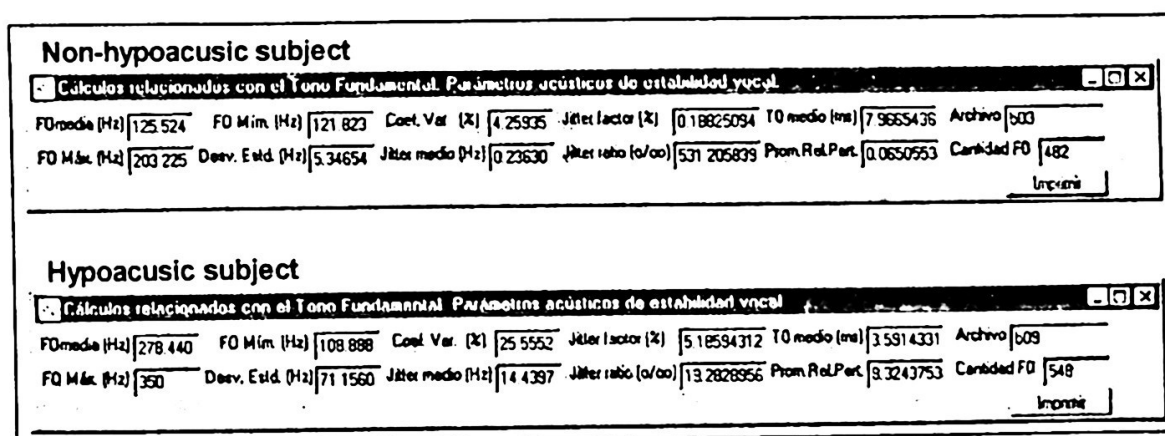 Non-hypoacusic subject
Cálculos relacionados con el Tono Fundamental. Parámetros acústicos de estabilidad vocal.
F0media (Hz) 125.524 F0 Mím. (Hz) 121.823 Coef. Var. (%) 4.25935 Jitter factor (%) 0.18825094 T0 medio (ms) 7.9665436 Archivo 503
F0 Máx. (Hz) 203.225 Desv. Estd. (Hz) 5.34654 Jitter medio (Hz) 0.23630 Jitter ratio (o/oo) 531.205839 Prom.Rel.Pert. 0.0650553 Cantidad F0 482
Imprimir
Hypoacusic subject
Cálculos relacionados con el Tono Fundamental. Parámetros acústicos de estabilidad vocal
F0media (Hz) 278.440 F0 Mím. (Hz) 108.888 Coef. Var. (%) 25.5552 Jitter factor (%) 5.18594312 T0 medio (ms) 3.5914331 Archivo 609
F0 Máx. (Hz) 350 Desv. Estd. (Hz) 71.1560 Jitter medio (Hz) 14.4397 Jitter ratio (o/oo) 13.2828956 Prom.Rel.Pert. 9.3243753 Cantidad F0 548
Imprimir